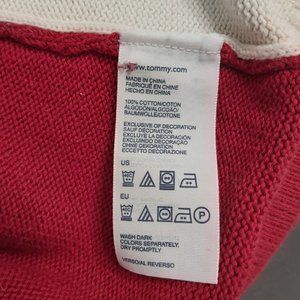 www.tommy.com
MADE IN CHINA
FABRIQUÉ EN CHINE
HECHO EN CHINA
100% COTTON/COTON
ALGODÓN/ALGODÃO/
BAUMWOLLE/COTONE
EXCLUSIVE OF DECORATION
SAUF DÉCORATION
EXCLUYE LA DECORACIÓN
EXCLUINDO DECORAÇÃO
OHNE DEKORATION
ECCETTO DECORAZIONE
US
EU
P
WASH DARK
COLORS SEPARATELY.
DRY PROMPTLY
VERSO/AL REVERSO